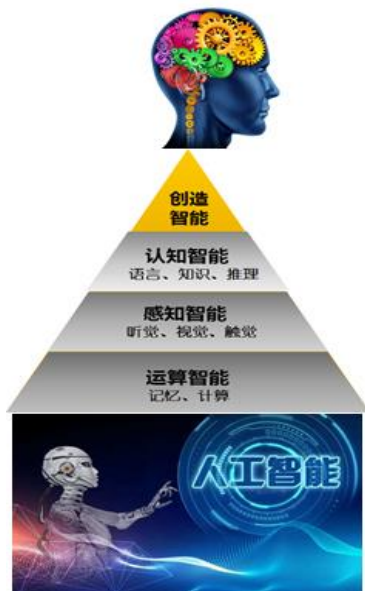 创造
智能
认知智能
语言、知识、推理
感知智能
听觉、视觉、触觉
运算智能
记忆、计算
人工智能